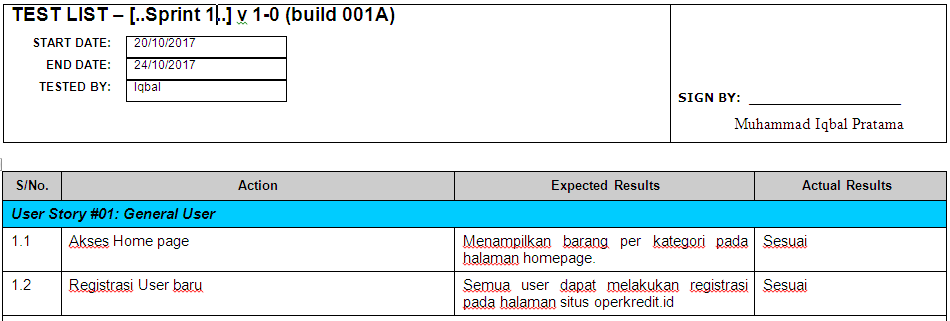 TEST LIST – [..Sprint 1..] v 1-0 (build 001A)
START DATE: 20/10/2017
END DATE: 24/10/2017
TESTED BY: Iqbal
SIGN BY: ____________________
Muhammad Iqbal Pratama
S/No. Action Expected Results Actual Results
User Story #01: General User
1.1 Akses Home page Menampilkan barang per kategori pada Sesuai
halaman homepage.
1.2 Registrasi User baru Semua user dapat melakukan registrasi Sesuai
pada halaman situs operkredit.id